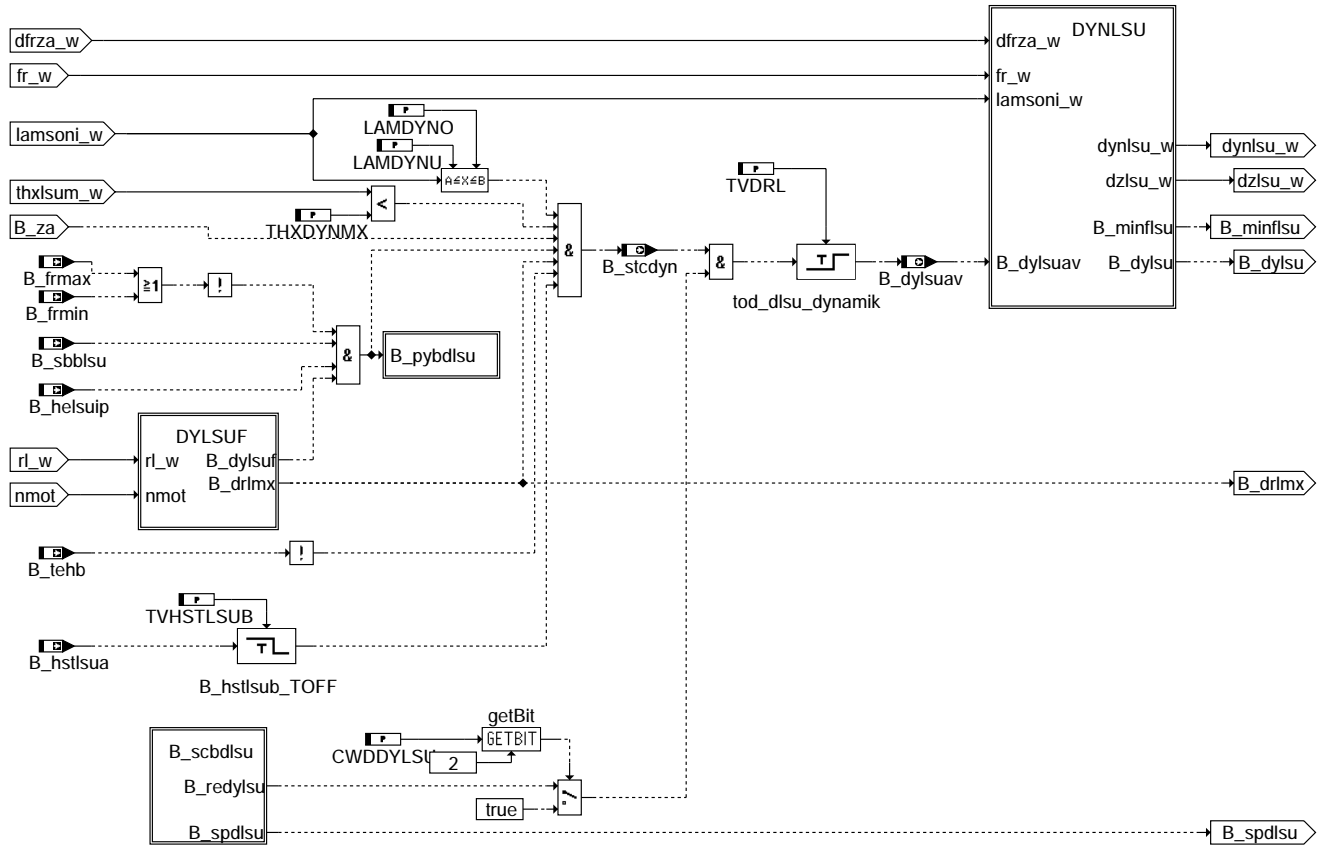 DYNLSU
dfrza_w
dfrza_w
fr_w
fr_w
lamsoni_w
P
LAMDYNO
lamsoni_w
P
LAMDYNU
A≤X≤B
dynlsu_w
dynlsu_w
P
TVDRL
dzlsu_w
dzlsu_w
thxlsum_w
<
P
THXDYNMX
B_za
B_minflsu
B_minflsu
&
B_stcdyn
&
T
tod_dlsu_dynamik
B_dylsuav
B_dylsuav
B_dylsu
B_dylsu
B_frmax
≧1
!
B_frmin
B_sbblsu
&
B_pybdlsu
B_helsuip
DYLSUF
rl_w
rl_w
B_dylsuf
B_drlmx
B_drlmx
nmot
nmot
B_tehb
!
P
TVHSTLSUB
B_hstlsua
T
B_hstlsub_TOFF
getBit
P
GETBIT
CWDDYLSU
2
B_scbdlsu
B_redylsu
true
B_spdlsu
B_spdlsu